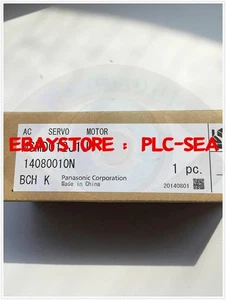 AC SERVO MOTOR
EBAYSTORE : PLC-SEA
14080010N
1 pc.
BCH K Panasonic Corporation
Made in China
20140801